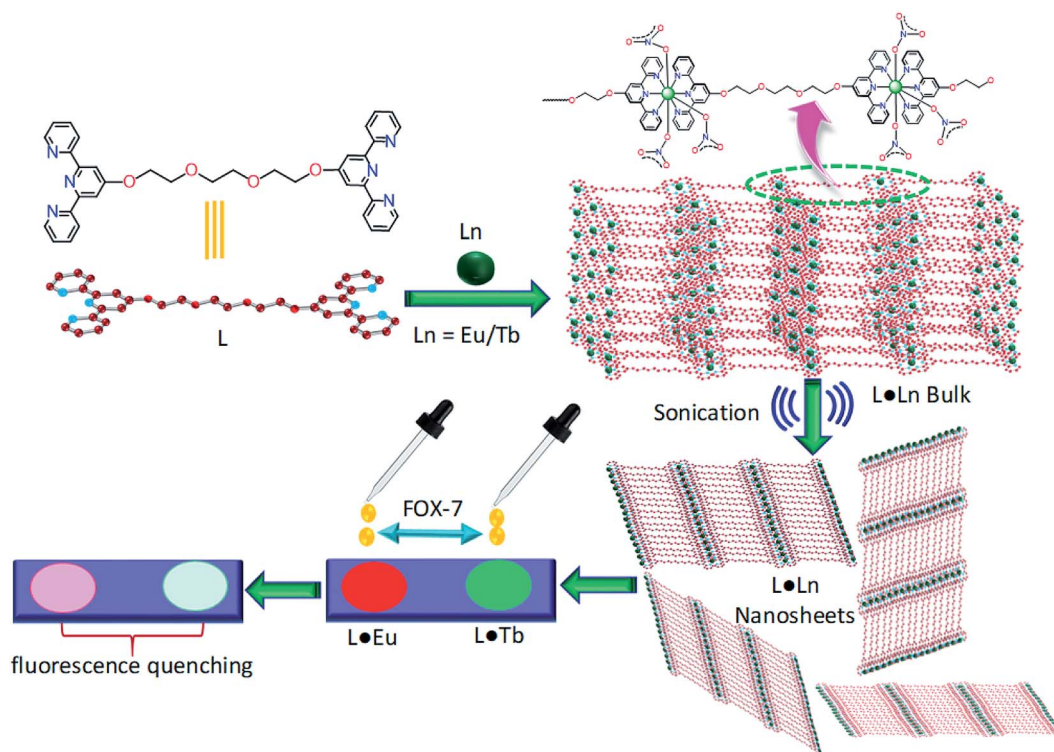 Ln
Ln = Eu/Tb
L
Sonication
L●Ln Bulk
FOX-7
L●Ln
Nanosheets
L●Eu
L●Tb
fluorescence quenching